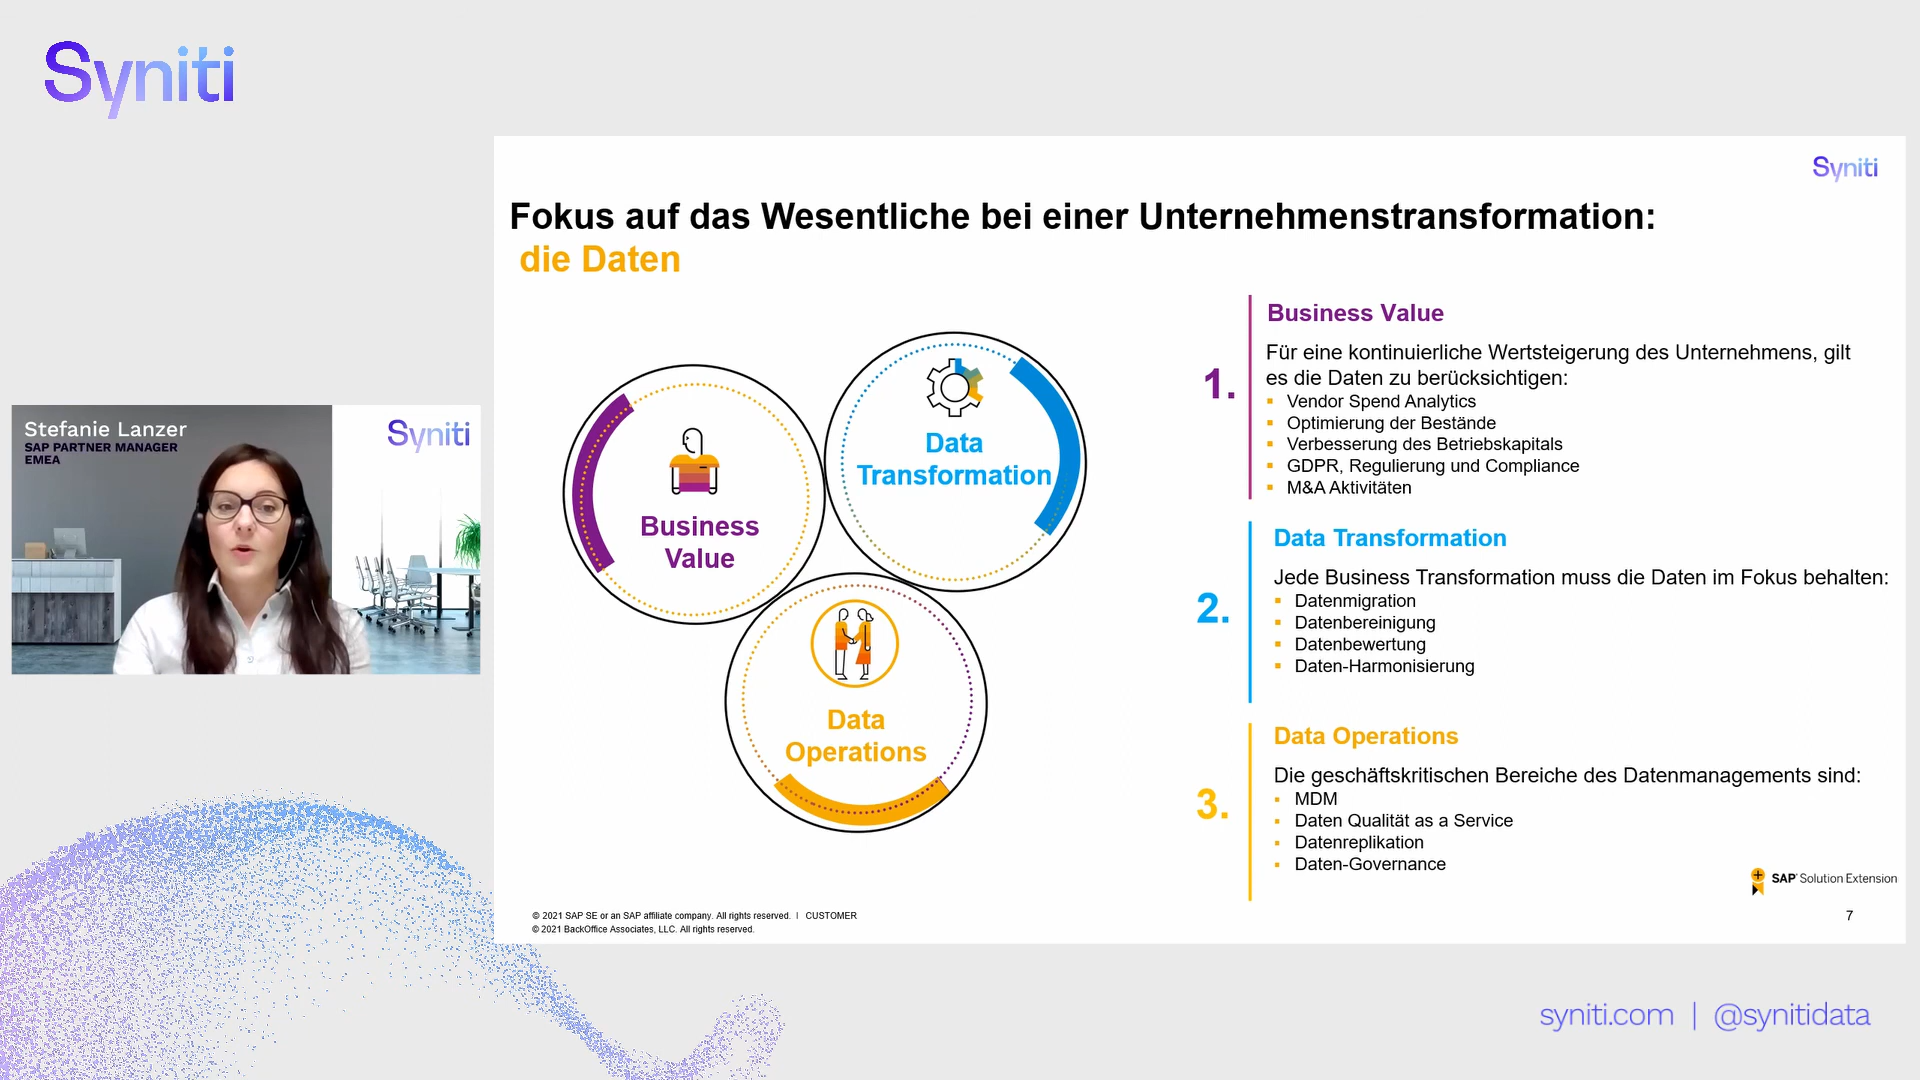 Syniti
Stefanie Lanzer
SAP PARTNER MANAGER
EMEA
Syniti
Syniti
Fokus auf das Wesentliche bei einer Unternehmenstransformation:
die Daten
Business
Value
Data
Transformation
Data
Operations
1.
Business Value
Für eine kontinuierliche Wertsteigerung des Unternehmens, gilt
es die Daten zu berücksichtigen:
▪ Vendor Spend Analytics
▪ Optimierung der Bestände
▪ Verbesserung des Betriebskapitals
▪ GDPR, Regulierung und Compliance
▪ M&A Aktivitäten
2.
Data Transformation
Jede Business Transformation muss die Daten im Fokus behalten:
▪ Datenmigration
▪ Datenbereinigung
▪ Datenbewertung
▪ Daten-Harmonisierung
3.
Data Operations
Die geschäftskritischen Bereiche des Datenmanagements sind:
▪ MDM
▪ Daten Qualität as a Service
▪ Datenreplikation
▪ Daten-Governance
SAP® Solution Extension
© 2021 SAP SE or an SAP affiliate company. All rights reserved. | CUSTOMER
© 2021 BackOffice Associates, LLC. All rights reserved.
7
syniti.com | @synitidata